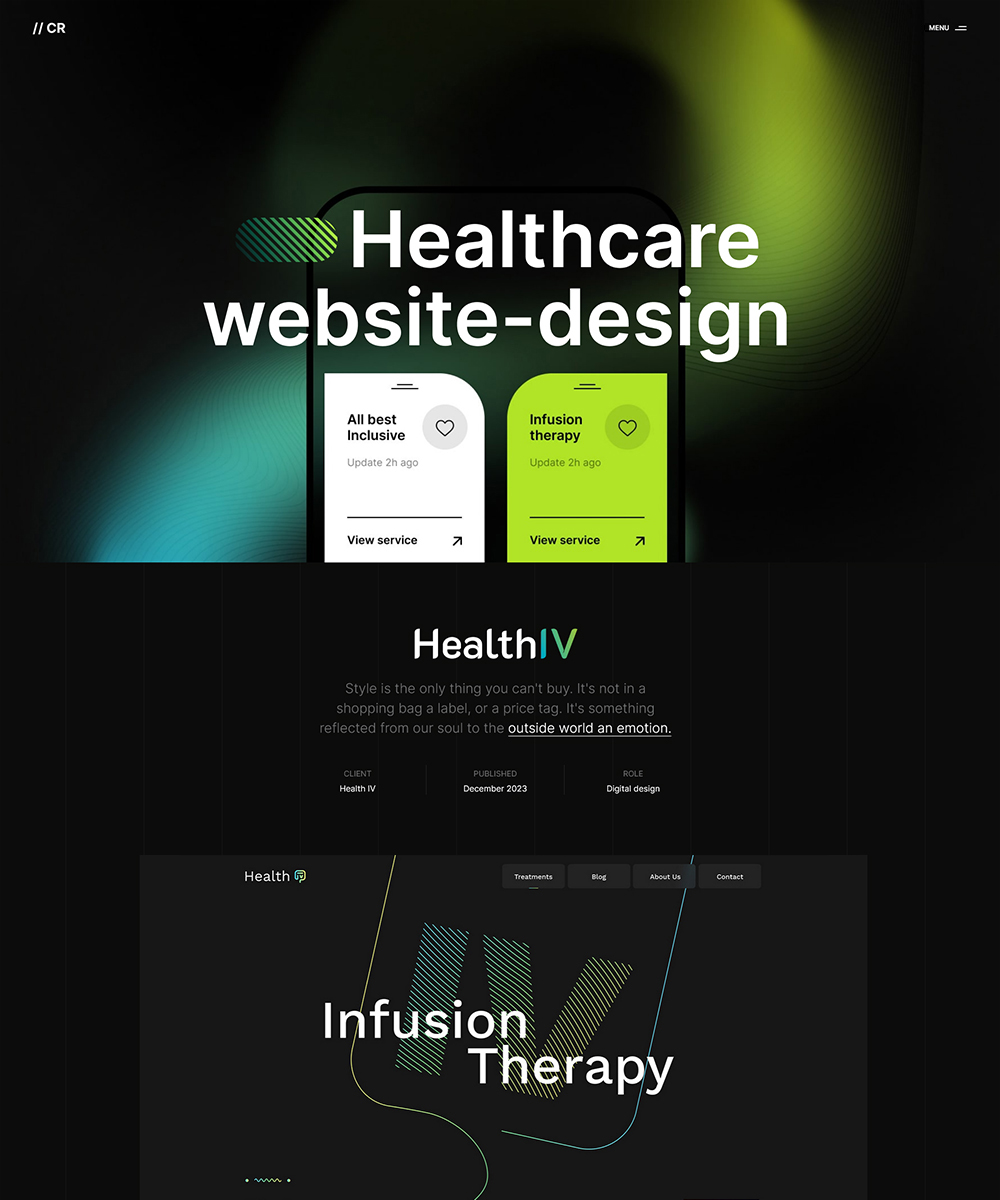 // CR
MENU
Healthcare
website-design
All best
Inclusive
Update 2h ago
View service
Infusion
therapy
Update 2h ago
View service
HealthIV
Style is the only thing you can't buy. It's not in a
shopping bag a label, or a price tag. It's something
reflected from our soul to the outside world an emotion.
CLIENT
Health IV
PUBLISHED
December 2023
ROLE
Digital design
Health
Treatments
Blog
About Us
Contact
IV
Infusion
Therapy